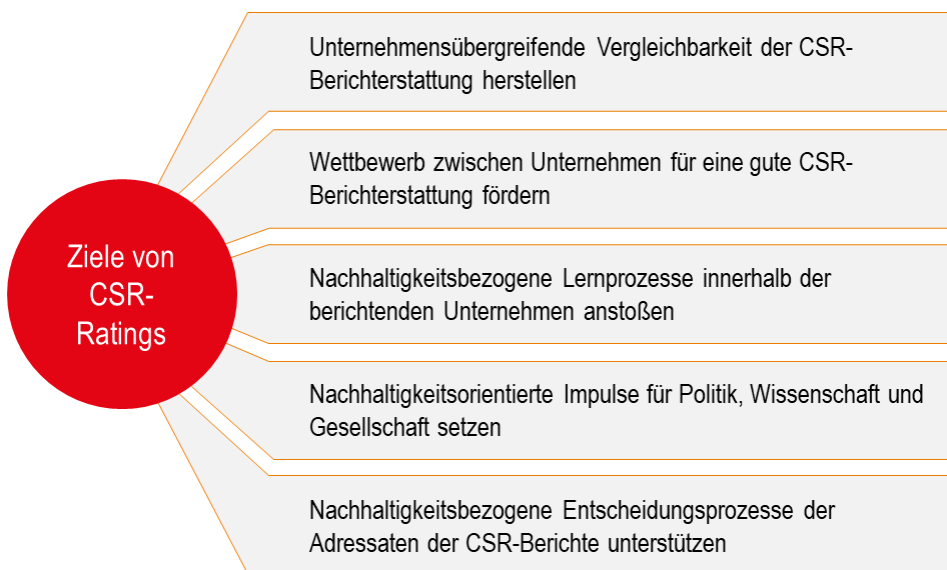 Ziele von
CSR-
Ratings
Unternehmensübergreifende Vergleichbarkeit der CSR-
Berichterstattung herstellen
Wettbewerb zwischen Unternehmen für eine gute CSR-
Berichterstattung fördern
Nachhaltigkeitsbezogene Lernprozesse innerhalb der
berichtenden Unternehmen anstoßen
Nachhaltigkeitsorientierte Impulse für Politik, Wissenschaft und
Gesellschaft setzen
Nachhaltigkeitsbezogene Entscheidungsprozesse der
Adressaten der CSR-Berichte unterstützen